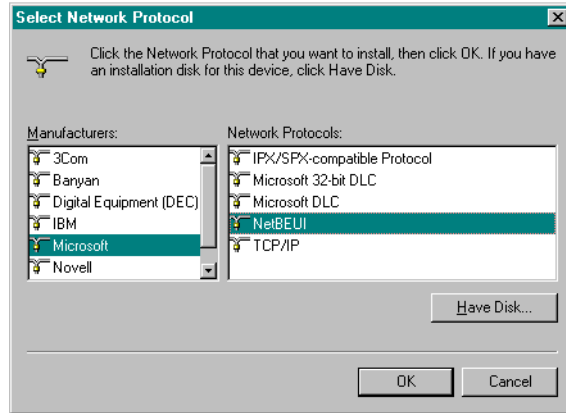 Select Network Protocol
Click the Network Protocol that you want to install, then click OK. If you have
an installation disk for this device, click Have Disk.
Manufacturers:
3Com
Banyan
Digital Equipment (DEC)
IBM
Microsoft
Novell
Network Protocols:
IPX/SPX-compatible Protocol
Microsoft 32-bit DLC
Microsoft DLC
NetBEUI
TCP/IP
Have Disk...
OK
Cancel